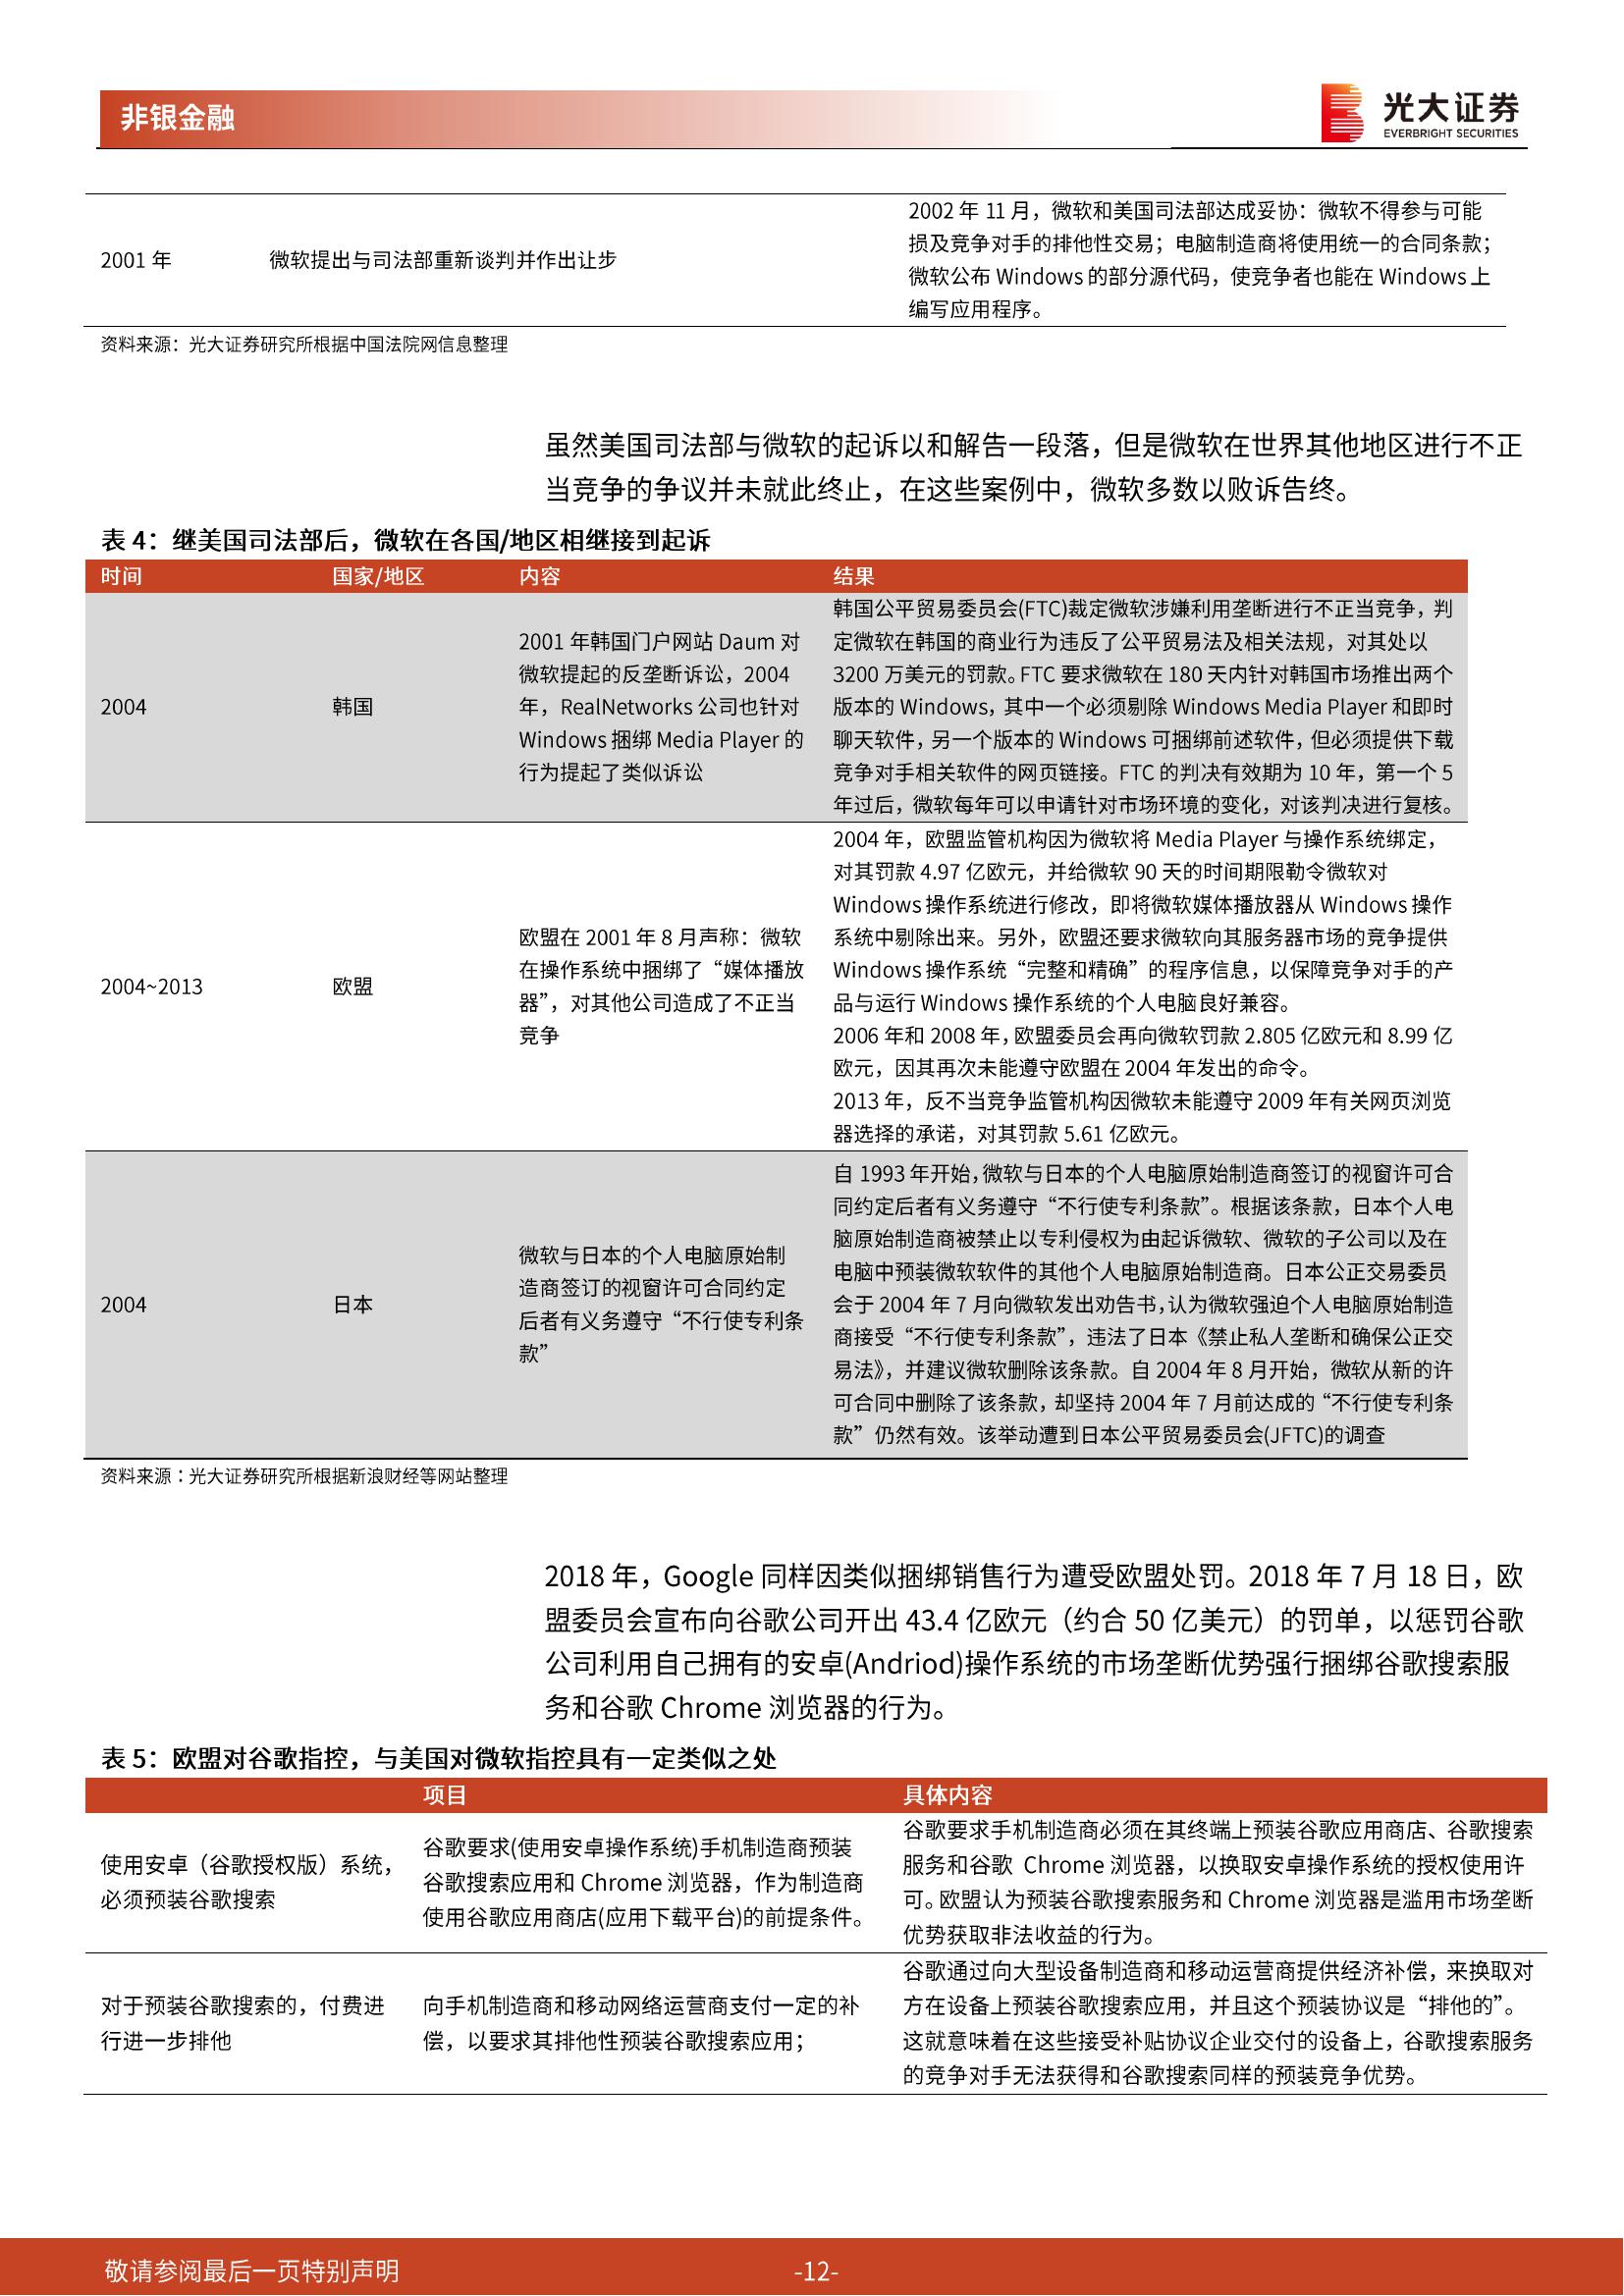 非银金融
光大证券
EVERBRIGHT SECURITIES
2001 年
微软提出与司法部重新谈判并作出让步
2002 年 11 月，微软和美国司法部达成妥协：微软不得参与可能
损及竞争对手的排他性交易；电脑制造商将使用统一的合同条款；
微软公布 Windows 的部分源代码，使竞争者也能在 Windows 上
编写应用程序。
资料来源：光大证券研究所根据中国法院网信息整理
虽然美国司法部与微软的起诉以和解告一段落，但是微软在世界其他地区进行不正
当竞争的争议并未就此终止，在这些案例中，微软多数以败诉告终。
表 4：继美国司法部后，微软在各国/地区相继接到起诉
时间 国家/地区 内容 结果
2004
韩国
2001 年韩国门户网站 Daum 对
微软提起的反垄断诉讼，2004
年，RealNetworks 公司也针对
Windows 捆绑 Media Player 的
行为提起了类似诉讼
韩国公平贸易委员会(FTC)裁定微软涉嫌利用垄断进行不正当竞争，判
定微软在韩国的商业行为违反了公平贸易法及相关法规，对其处以
3200 万美元的罚款。FTC 要求微软在 180 天内针对韩国市场推出两个
版本的 Windows，其中一个必须剔除 Windows Media Player 和即时
聊天软件，另一个版本的 Windows 可捆绑前述软件，但必须提供下载
竞争对手相关软件的网页链接。FTC 的判决有效期为 10 年，第一个 5
年过后，微软每年可以申请针对市场环境的变化，对该判决进行复核。
2004~2013
欧盟
欧盟在 2001 年 8 月声称：微软
在操作系统中捆绑了“媒体播放
器”，对其他公司造成了不正当
竞争
2004 年，欧盟监管机构因为微软将 Media Player 与操作系统绑定，
对其罚款 4.97 亿欧元，并给微软 90 天的时间期限勒令微软对
Windows 操作系统进行修改，即将微软媒体播放器从 Windows 操作
系统中剔除出来。另外，欧盟还要求微软向其服务器市场的竞争提供
Windows 操作系统“完整和精确”的程序信息，以保障竞争对手的产
品与运行 Windows 操作系统的个人电脑良好兼容。
2006 年和 2008 年，欧盟委员会再向微软罚款 2.805 亿欧元和 8.99 亿
欧元，因其再次未能遵守欧盟在 2004 年发出的命令。
2013 年，反不当竞争监管机构因微软未能遵守 2009 年有关网页浏览
器选择的承诺，对其罚款 5.61 亿欧元。
2004
日本
微软与日本的个人电脑原始制
造商签订的视窗许可合同约定
后者有义务遵守“不行使专利条
款”
自 1993 年开始，微软与日本的个人电脑原始制造商签订的视窗许可合
同约定后者有义务遵守“不行使专利条款”。根据该条款，日本个人电
脑原始制造商被禁止以专利侵权为由起诉微软、微软的子公司以及在
电脑中预装微软软件的其他个人电脑原始制造商。日本公正交易委员
会于 2004 年 7 月向微软发出劝告书，认为微软强迫个人电脑原始制造
商接受“不行使专利条款”，违法了日本《禁止私人垄断和确保公正交
易法》，并建议微软删除该条款。自 2004 年 8 月开始，微软从新的许
可合同中删除了该条款，却坚持 2004 年 7 月前达成的“不行使专利条
款”仍然有效。该举动遭到日本公平贸易委员会(JFTC)的调查
资料来源：光大证券研究所根据新浪财经等网站整理
2018 年，Google 同样因类似捆绑销售行为遭受欧盟处罚。2018 年 7 月 18 日，欧
盟委员会宣布向谷歌公司开出 43.4 亿欧元（约合 50 亿美元）的罚单，以惩罚谷歌
公司利用自己拥有的安卓(Andriod)操作系统的市场垄断优势强行捆绑谷歌搜索服
务和谷歌 Chrome 浏览器的行为。
表 5：欧盟对谷歌指控，与美国对微软指控具有一定类似之处
项目 具体内容
使用安卓（谷歌授权版）系统，
必须预装谷歌搜索
谷歌要求(使用安卓操作系统)手机制造商预装
谷歌搜索应用和 Chrome 浏览器，作为制造商
使用谷歌应用商店(应用下载平台)的前提条件。
谷歌要求手机制造商必须在其终端上预装谷歌应用商店、谷歌搜索
服务和谷歌 Chrome 浏览器，以换取安卓操作系统的授权使用许
可。欧盟认为预装谷歌搜索服务和 Chrome 浏览器是滥用市场垄断
优势获取非法收益的行为。
对于预装谷歌搜索的，付费进
行进一步排他
向手机制造商和移动网络运营商支付一定的补
偿，以要求其排他性预装谷歌搜索应用；
谷歌通过向大型设备制造商和移动运营商提供经济补偿，来换取对
方在设备上预装谷歌搜索应用，并且这个预装协议是“排他的”。
这就意味着在这些接受补贴协议企业交付的设备上，谷歌搜索服务
的竞争对手无法获得和谷歌搜索同样的预装竞争优势。
敬请参阅最后一页特别声明
-12-